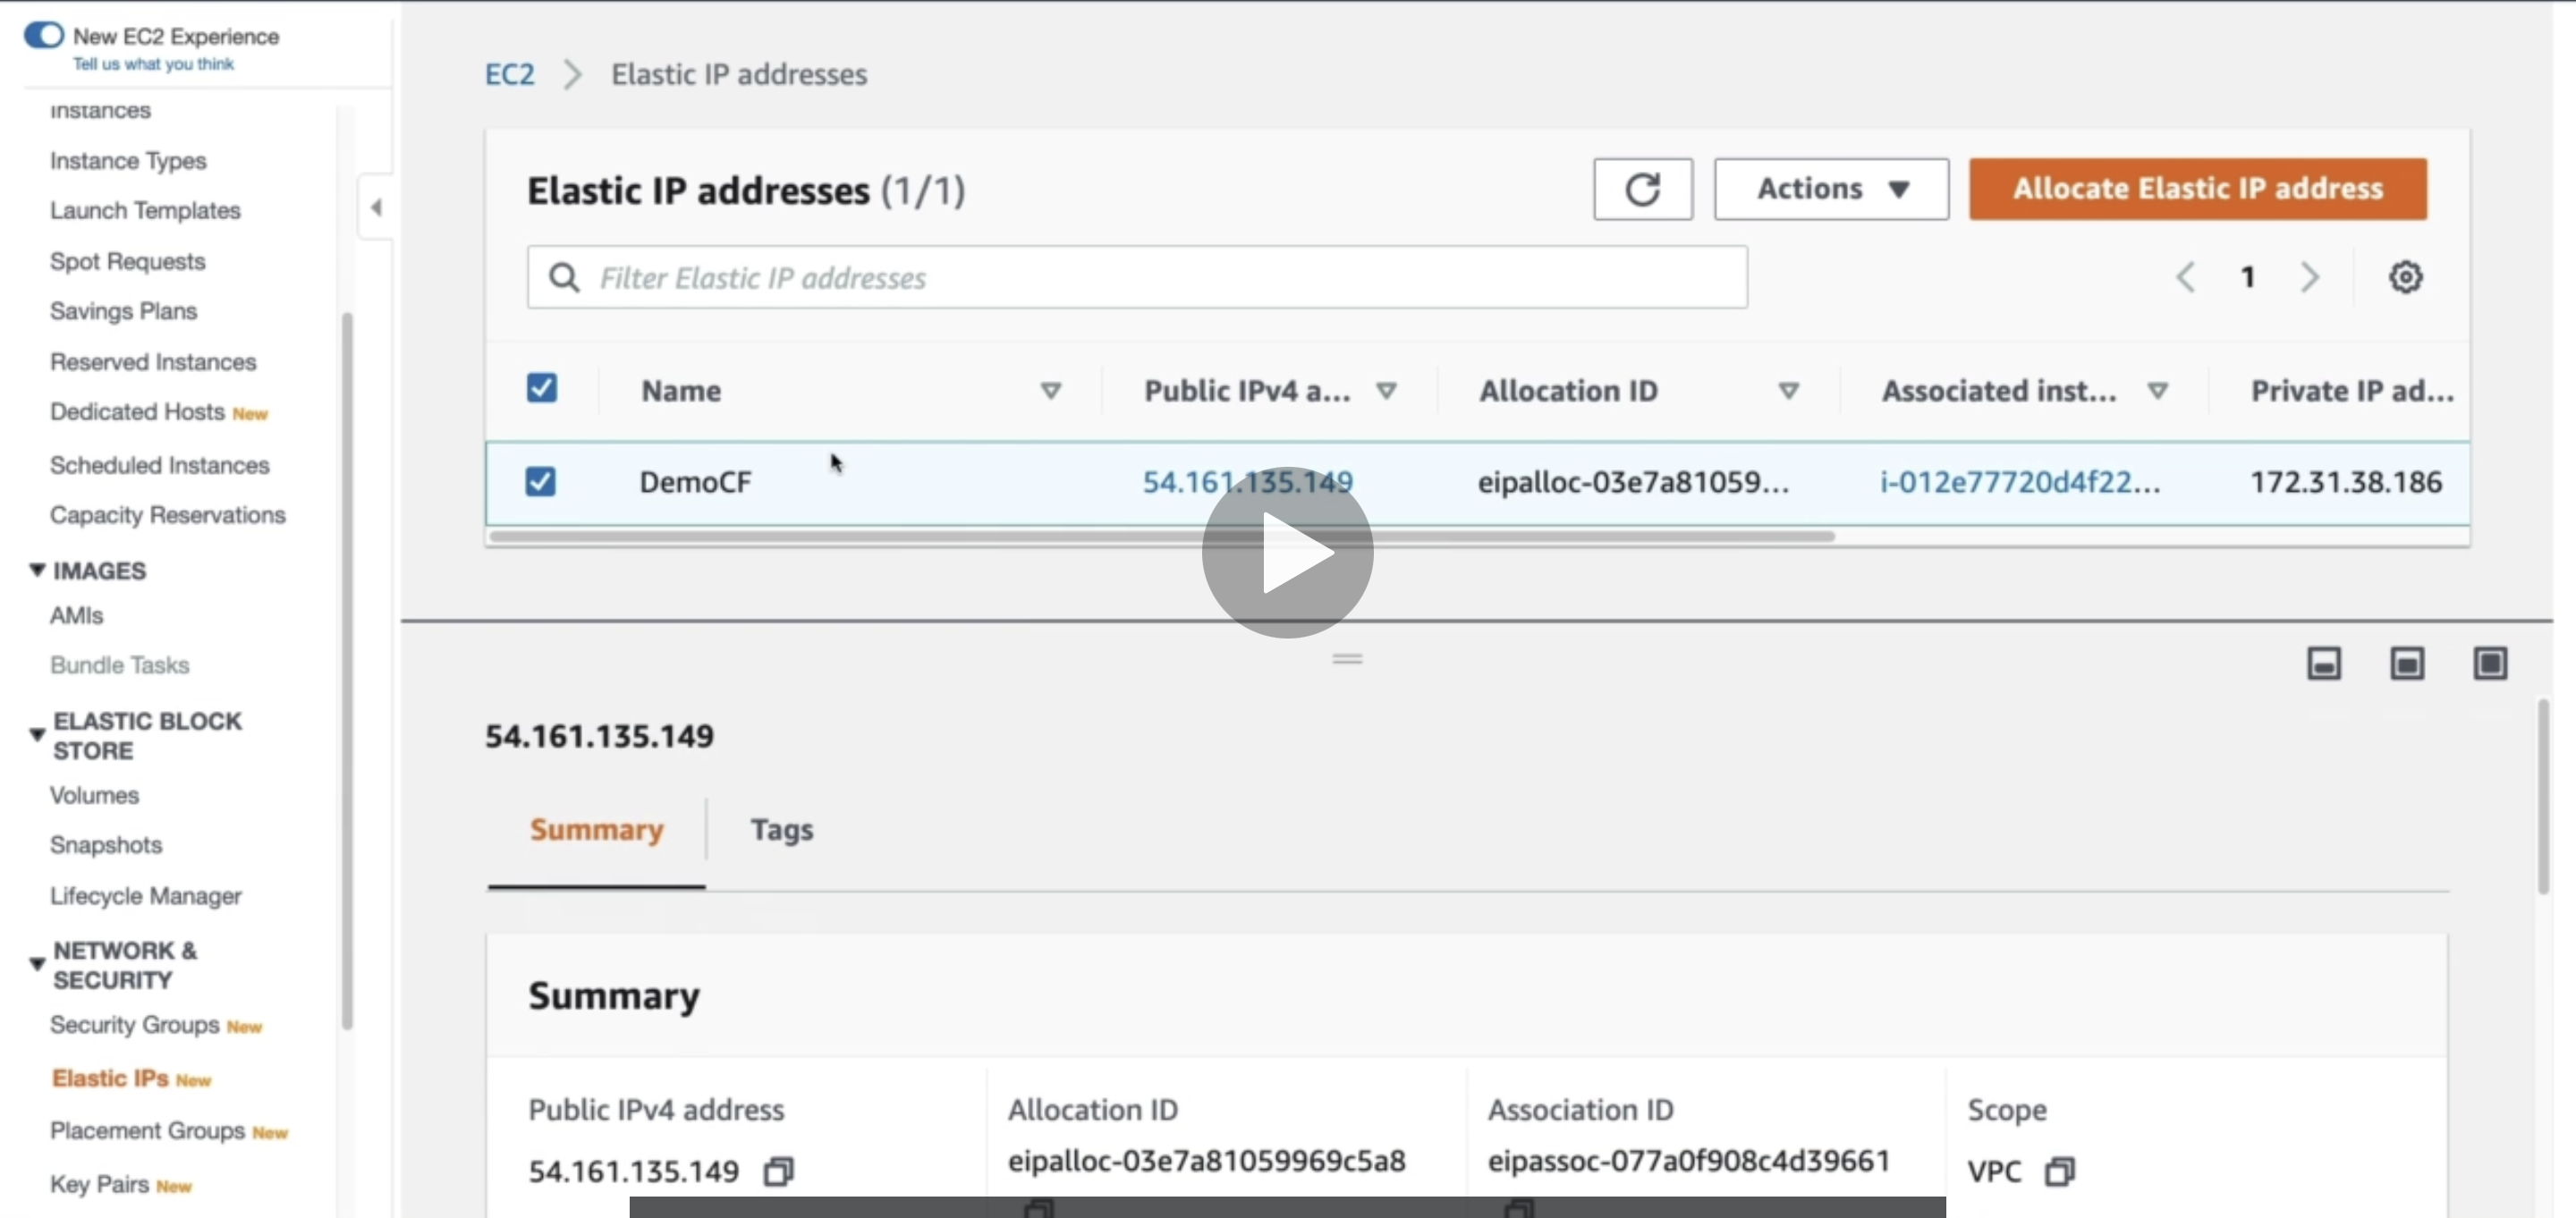 New EC2 Experience
Tell us what you think
Instances
Instance Types
Launch Templates
Spot Requests
Savings Plans
Reserved Instances
Dedicated Hosts New
Scheduled Instances
Capacity Reservations
IMAGES
AMIs
Bundle Tasks
ELASTIC BLOCK
STORE
Volumes
Snapshots
Lifecycle Manager
NETWORK &
SECURITY
Security Groups New
Elastic IPs New
Placement Groups New
Key Pairs New
EC2 > Elastic IP addresses
Elastic IP addresses (1/1)
Actions
Allocate Elastic IP address
Filter Elastic IP addresses
1
Name Public IPv4 a... Allocation ID Associated inst... Private IP ad...
DemoCF 54.161.135.149 eipalloc-03e7a81059... i-012e77720d4f22... 172.31.38.186
54.161.135.149
Summary Tags
Summary
Public IPv4 address Allocation ID Association ID Scope
54.161.135.149 eipalloc-03e7a81059969c5a8 eipassoc-077a0f908c4d39661 VPC